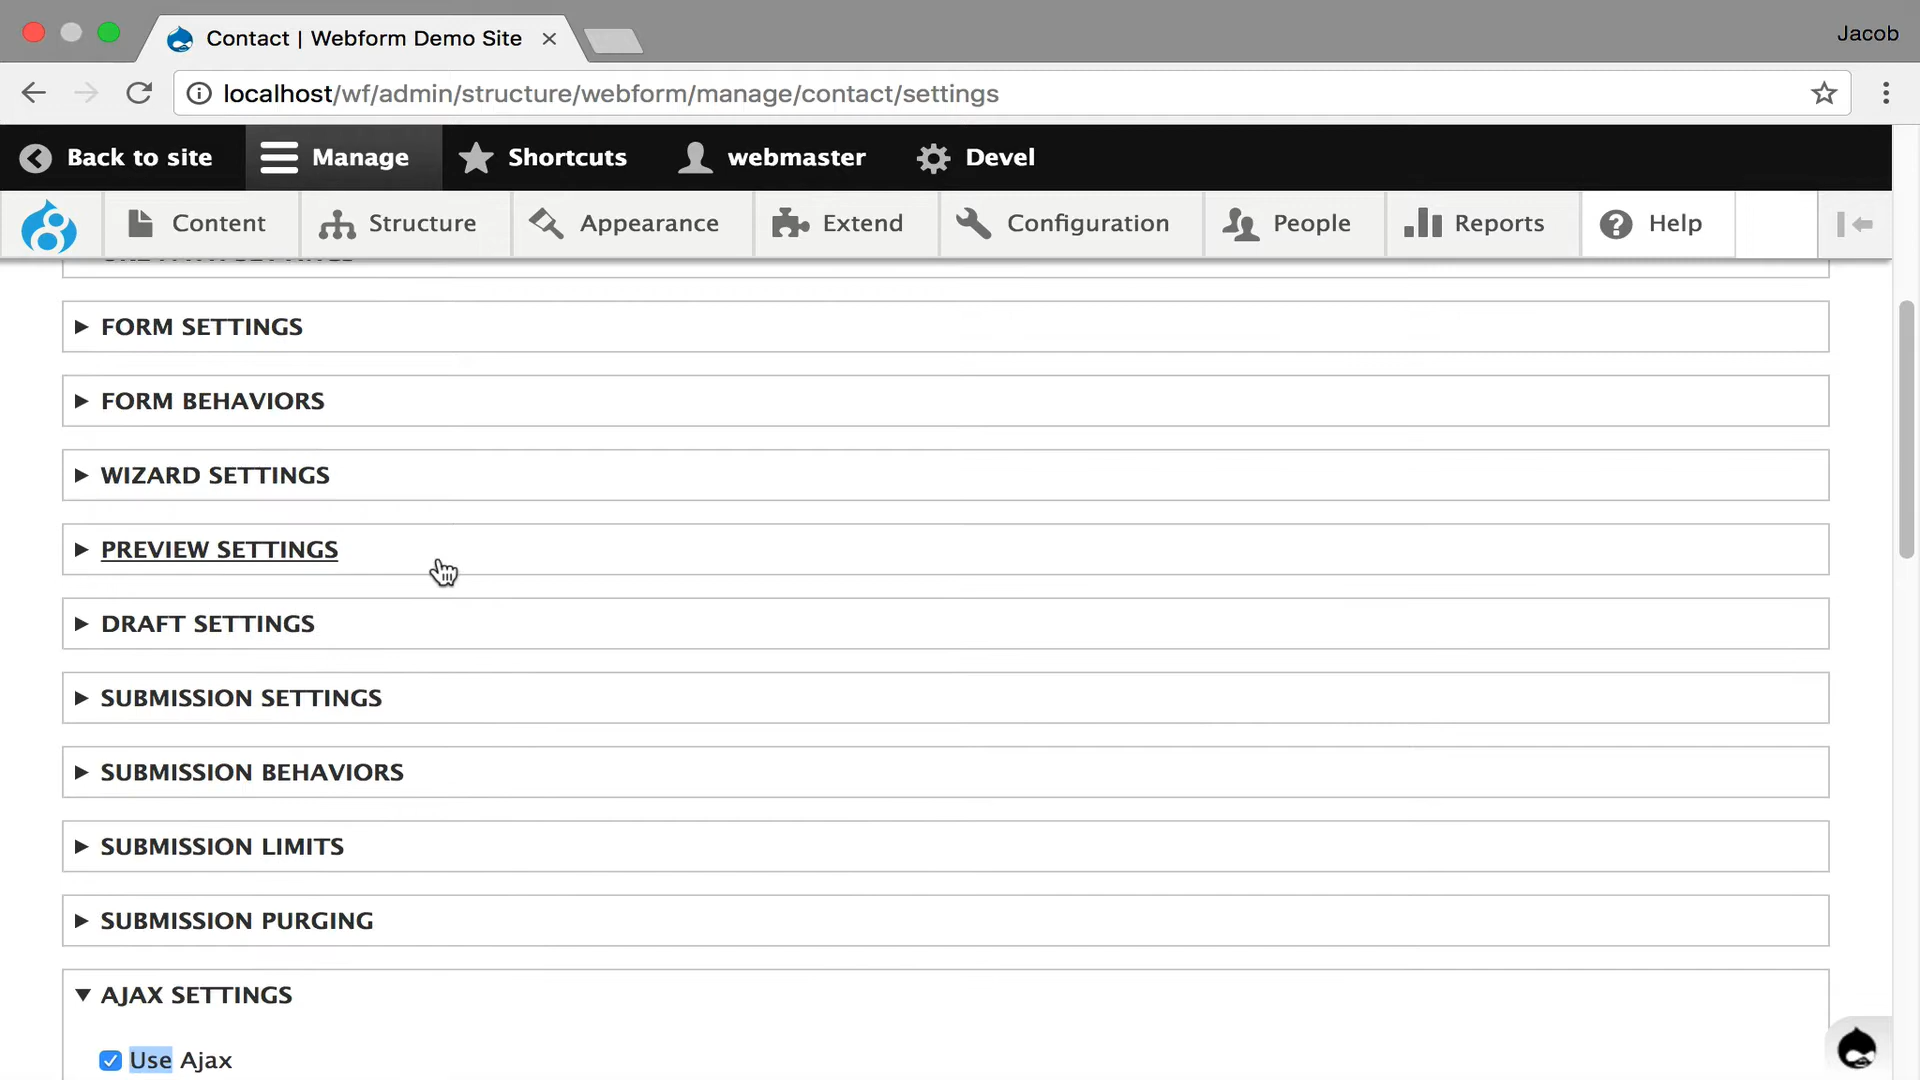 Contact | Webform Demo Site
Jacob
localhost/wf/admin/structure/webform/manage/contact/settings
Back to site Manage Shortcuts webmaster Devel
Content Structure Appearance Extend Configuration People Reports Help
FORM SETTINGS
FORM BEHAVIORS
WIZARD SETTINGS
PREVIEW SETTINGS
DRAFT SETTINGS
SUBMISSION SETTINGS
SUBMISSION BEHAVIORS
SUBMISSION LIMITS
SUBMISSION PURGING
AJAX SETTINGS
Use Ajax